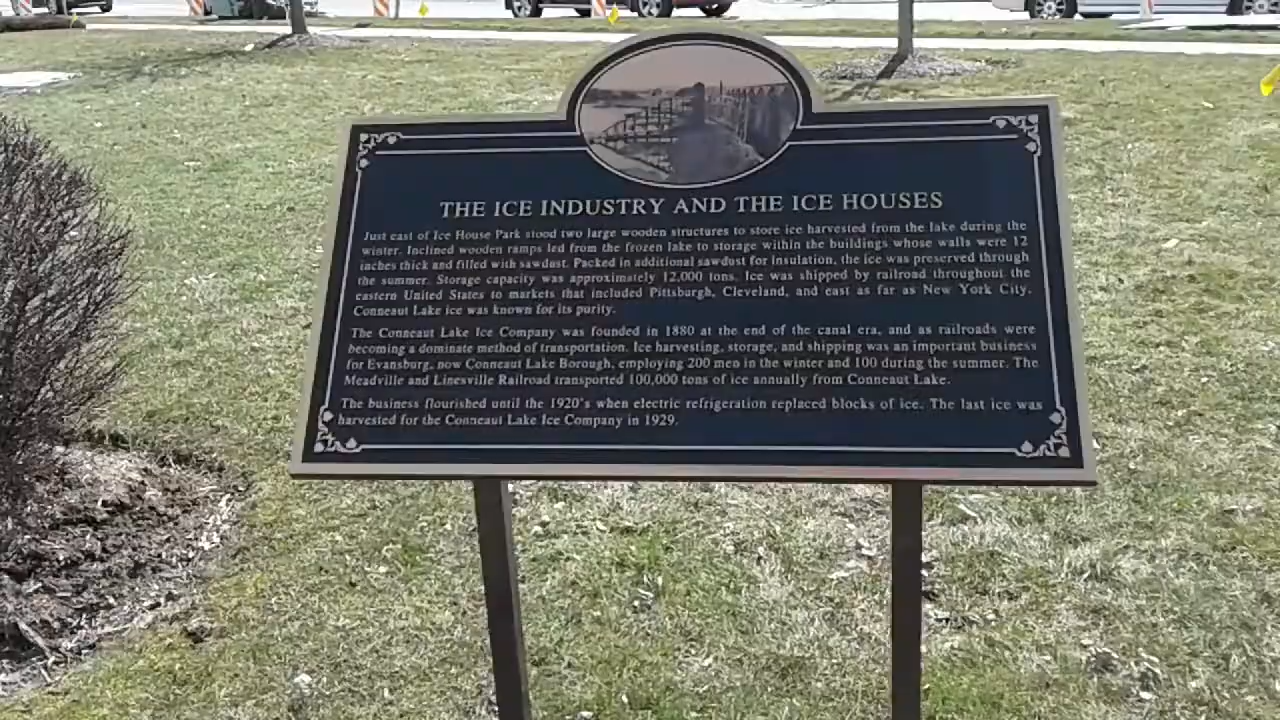 THE ICE INDUSTRY AND THE ICE HOUSES
Just east of Ice House Park stood two large wooden structures to store ice harvested from the lake during the
winter. Inclined wooden ramps led from the frozen lake to storage within the buildings whose walls were 12
inches thick and filled with sawdust. Packed in additional sawdust for insulation, the ice was preserved through
the summer. Storage capacity was approximately 12,000 tons. Ice was shipped by railroad throughout the
eastern United States to markets that included Pittsburgh, Cleveland, and east as far as New York City.
Conneaut Lake ice was known for its purity.
The Conneaut Lake Ice Company was founded in 1880 at the end of the canal era, and as railroads were
becoming a dominate method of transportation. Ice harvesting, storage, and shipping was an important business
for Evansburg, now Conneaut Lake Borough, employing 200 men in the winter and 100 during the summer. The
Meadville and Linesville Railroad transported 100,000 tons of ice annually from Conneaut Lake.
The business flourished until the 1920's when electric refrigeration replaced blocks of ice. The last ice was
harvested for the Conneaut Lake Ice Company in 1929.